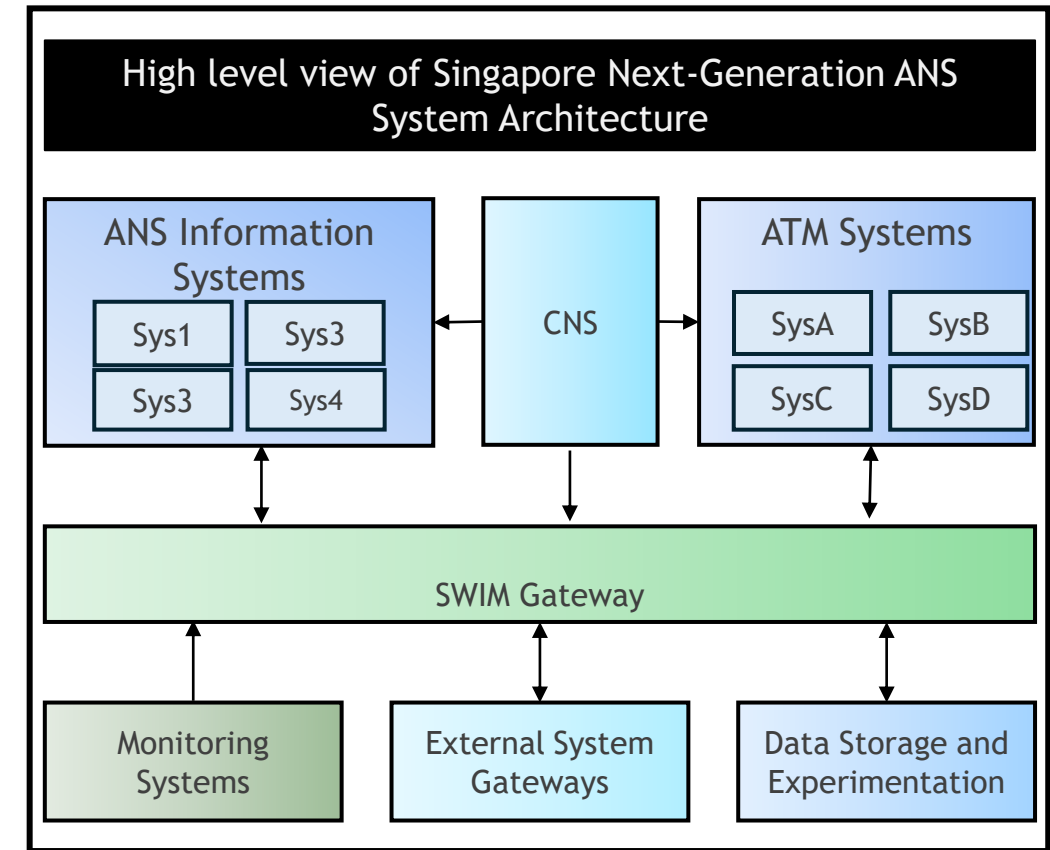 High level view of Singapore Next-Generation ANS
System Architecture
ANS Information
Systems
Sys1
Sys3
Sys3
Sys4
CNS
ATM Systems
SysA
SysB
SysC
SysD
SWIM Gateway
Monitoring
Systems
External System
Gateways
Data Storage and
Experimentation